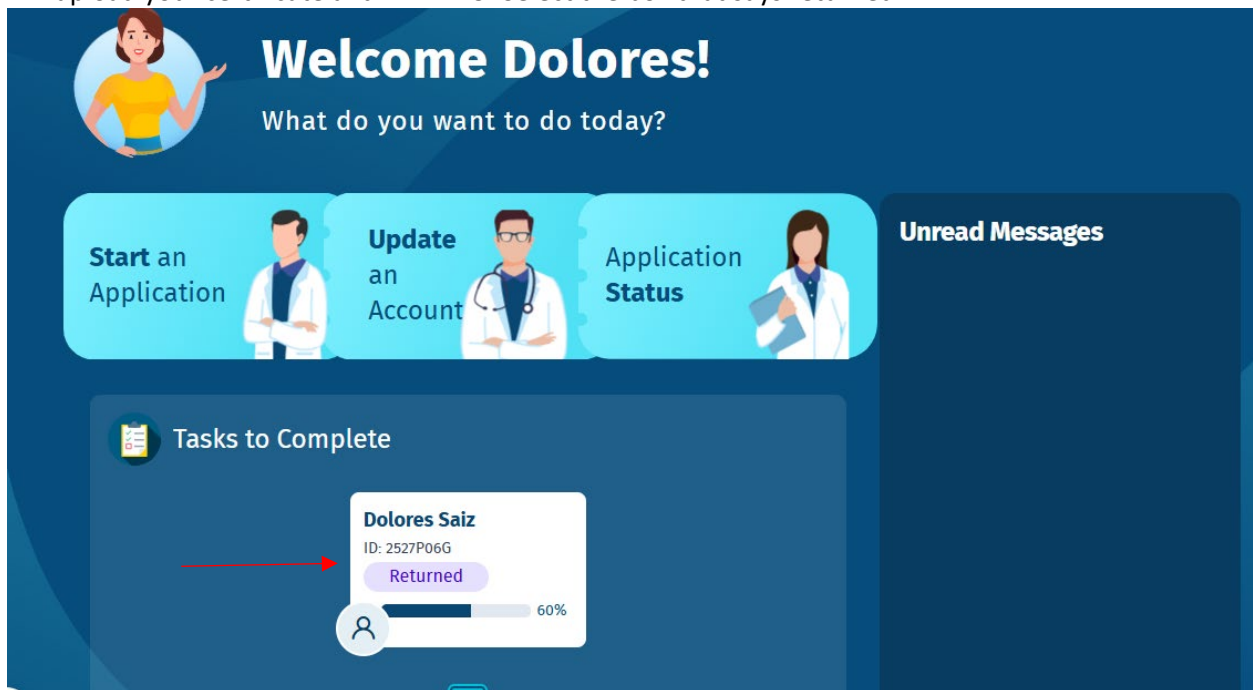 Welcome Dolores!
What do you want to do today?
Start an
Application
Update
an
Account
Application
Status
Unread Messages
Tasks to Complete
Dolores Saiz
ID: 2527P06G
Returned
60%